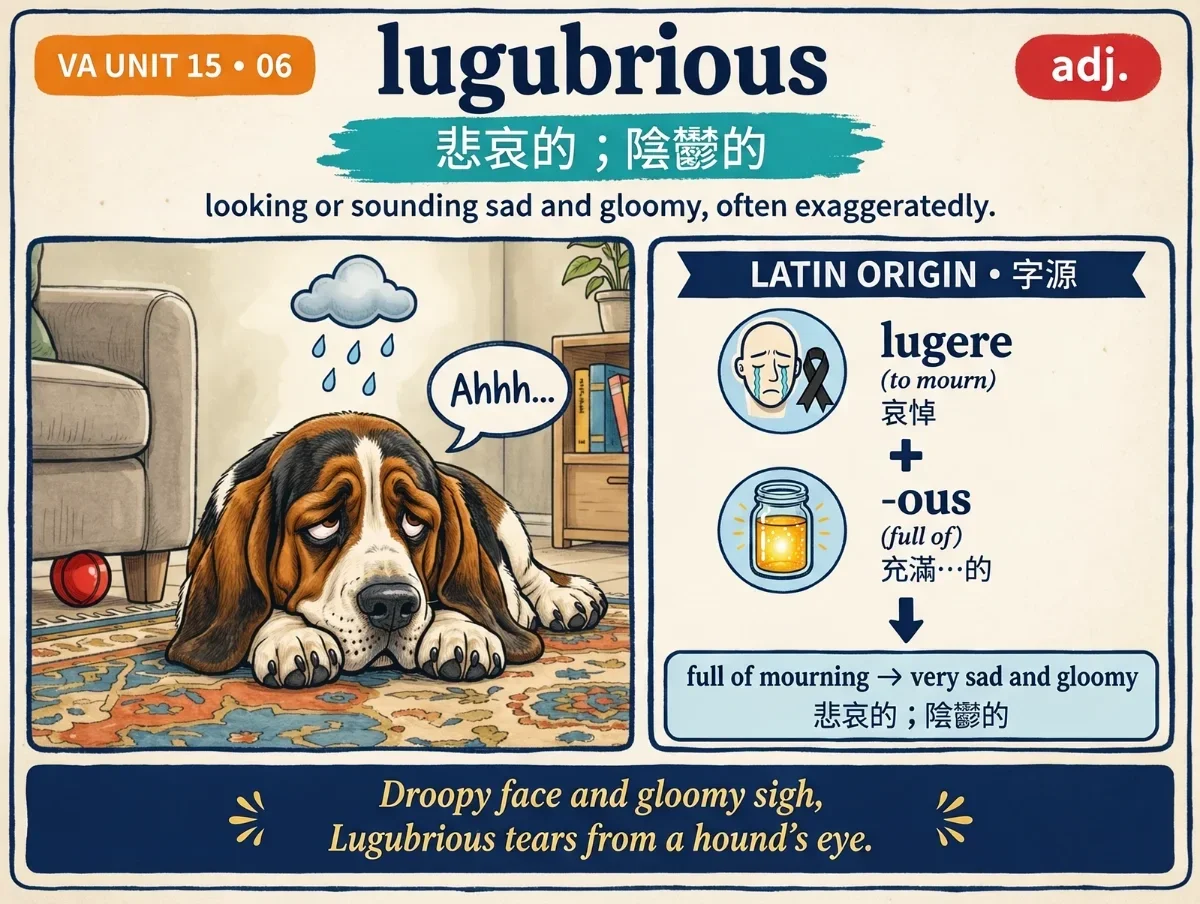 VA UNIT 15 • 06
lugubrious
adj.
悲哀的；陰鬱的
looking or sounding sad and gloomy, often exaggeratedly.
Ahhh...
LATIN ORIGIN • 字源
lugere
(to mourn)
哀悼
+
-ous
(full of)
充滿…的
full of mourning → very sad and gloomy
悲哀的；陰鬱的
Droopy face and gloomy sigh,
Lugubrious tears from a hound's eye.